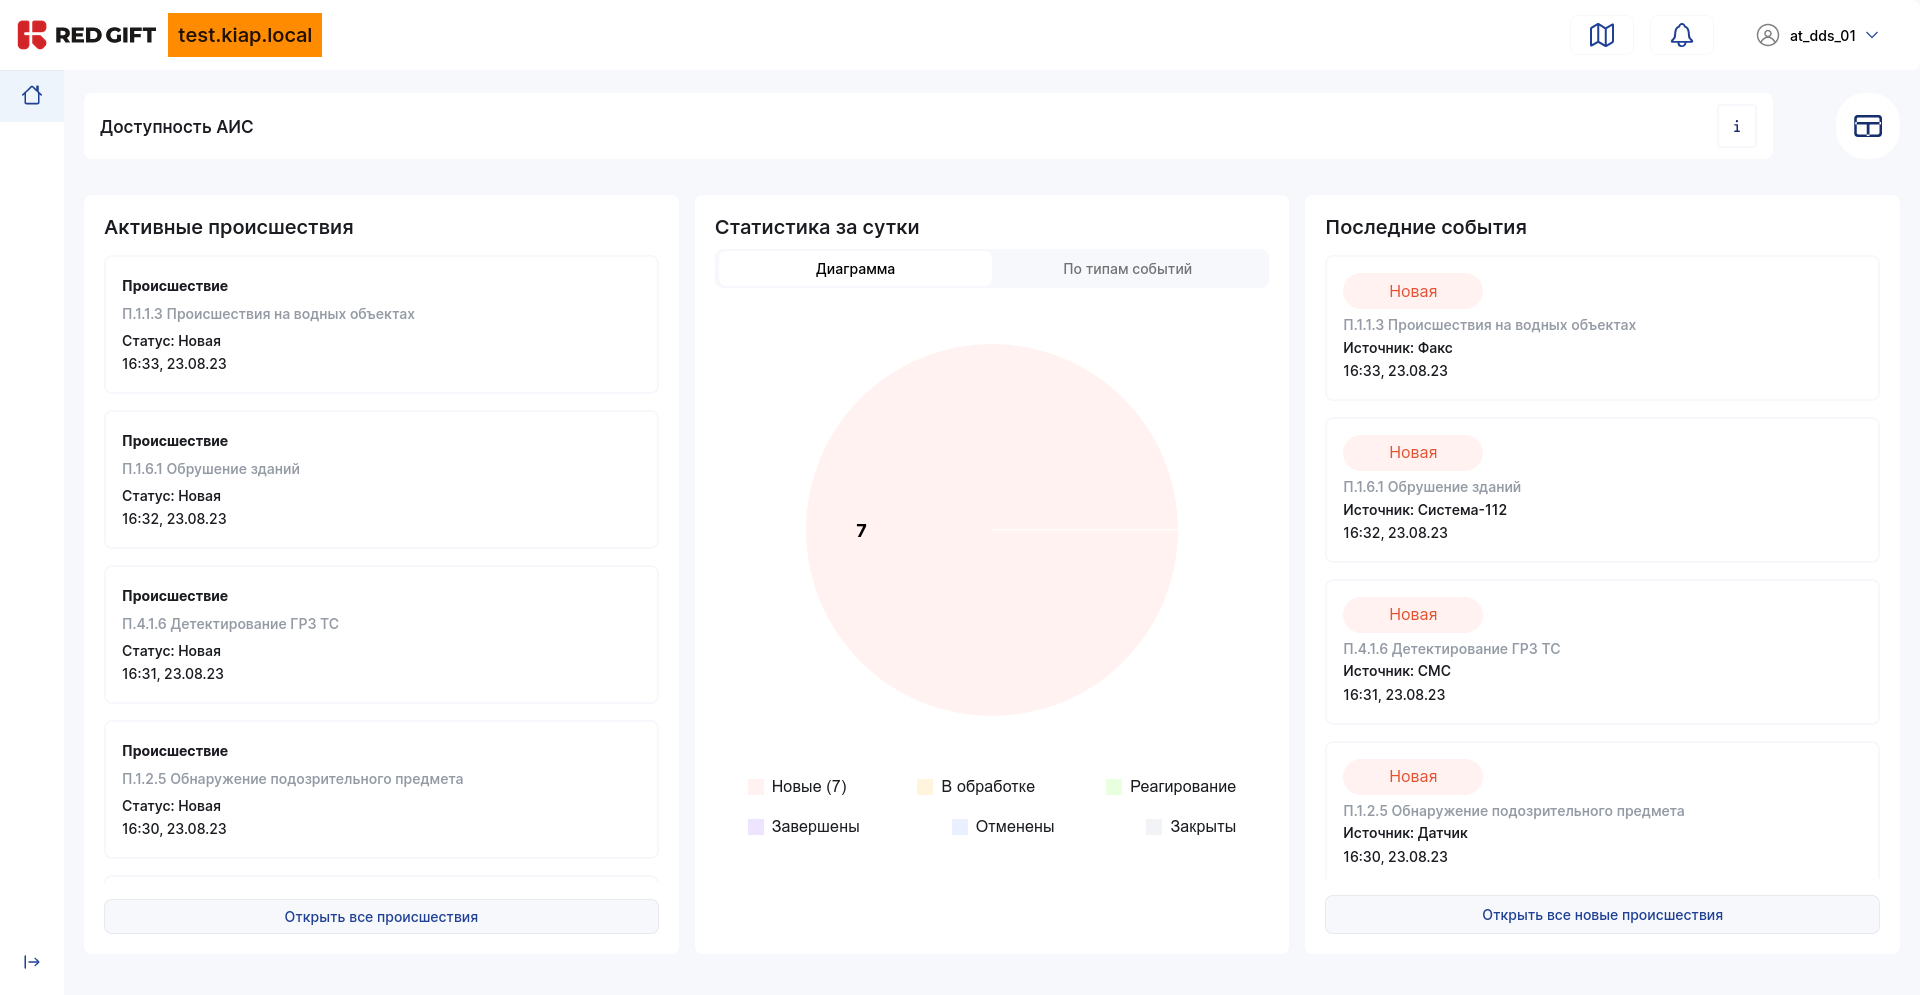 RED GIFT
test.kiap.local
at_dds_01
Доступность АИС
i
Активные происшествия
Происшествие
П.1.1.3 Происшествия на водных объектах
Статус: Новая
16:33, 23.08.23
Происшествие
П.1.6.1 Обрушение зданий
Статус: Новая
16:32, 23.08.23
Происшествие
П.4.1.6 Детектирование ГРЗ ТС
Статус: Новая
16:31, 23.08.23
Происшествие
П.1.2.5 Обнаружение подозрительного предмета
Статус: Новая
16:30, 23.08.23
Открыть все происшествия
Статистика за сутки
Диаграмма
По типам событий
7
Новые (7)
В обработке
Реагирование
Завершены
Отменены
Закрыты
Последние события
Новая
П.1.1.3 Происшествия на водных объектах
Источник: Факс
16:33, 23.08.23
Новая
П.1.6.1 Обрушение зданий
Источник: Система-112
16:32, 23.08.23
Новая
П.4.1.6 Детектирование ГРЗ ТС
Источник: СМС
16:31, 23.08.23
Новая
П.1.2.5 Обнаружение подозрительного предмета
Источник: Датчик
16:30, 23.08.23
Открыть все новые происшествия